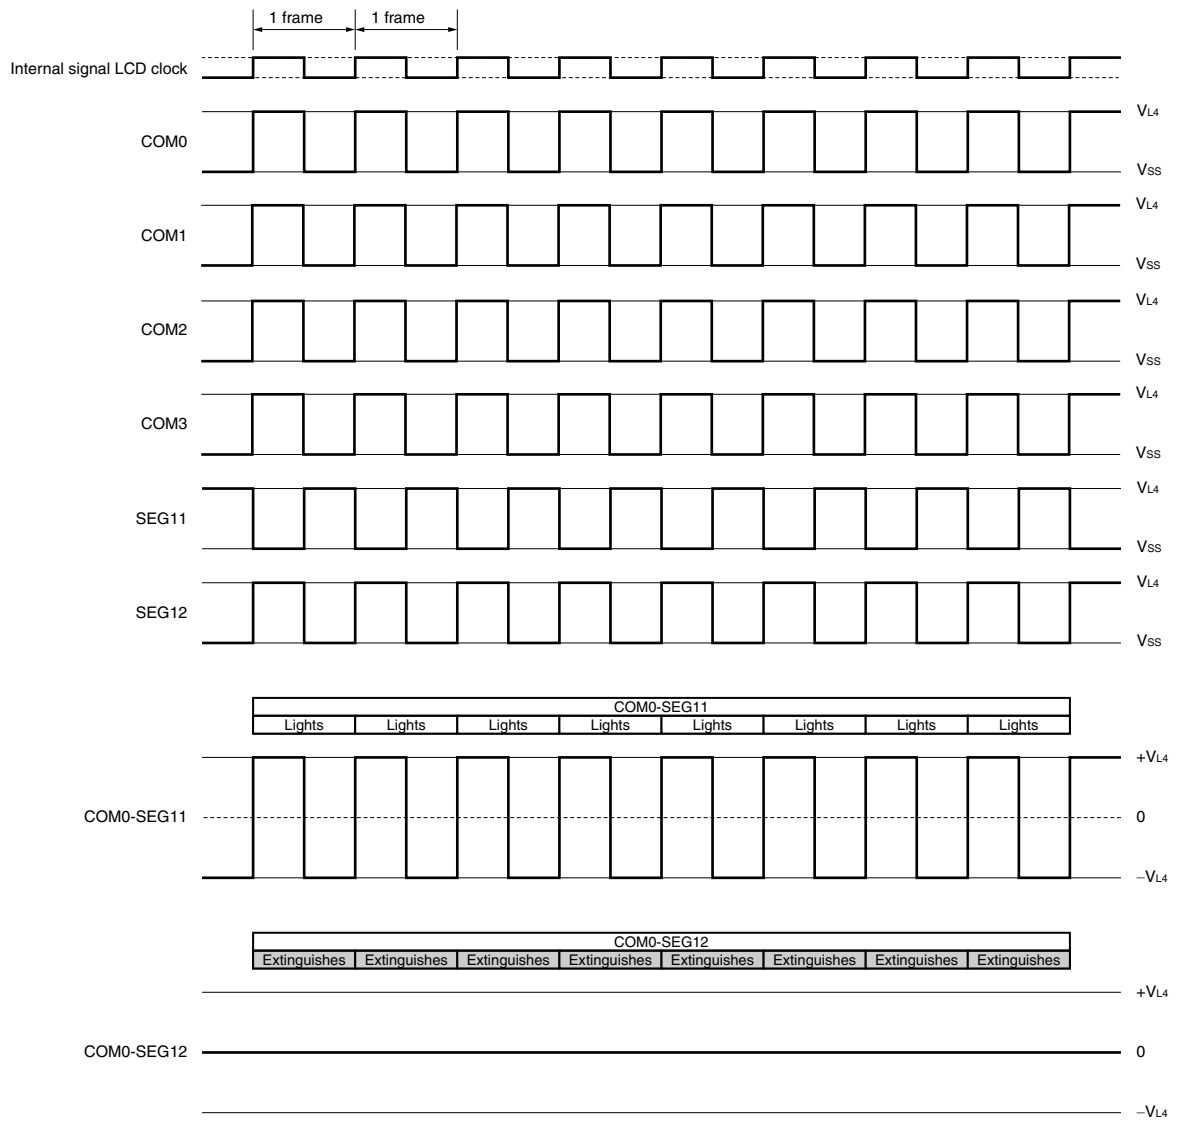 1 frame 1 frame
Internal signal LCD clock
VL4
COM0
VSS
VL4
COM1
VSS
VL4
COM2
VSS
VL4
COM3
VSS
VL4
SEG11
VSS
VL4
SEG12
VSS
COM0-SEG11
Lights Lights Lights Lights Lights Lights Lights Lights
+VL4
COM0-SEG11 0
−VL4
COM0-SEG12
Extinguishes Extinguishes Extinguishes Extinguishes Extinguishes Extinguishes Extinguishes Extinguishes
+VL4
COM0-SEG12 0
−VL4